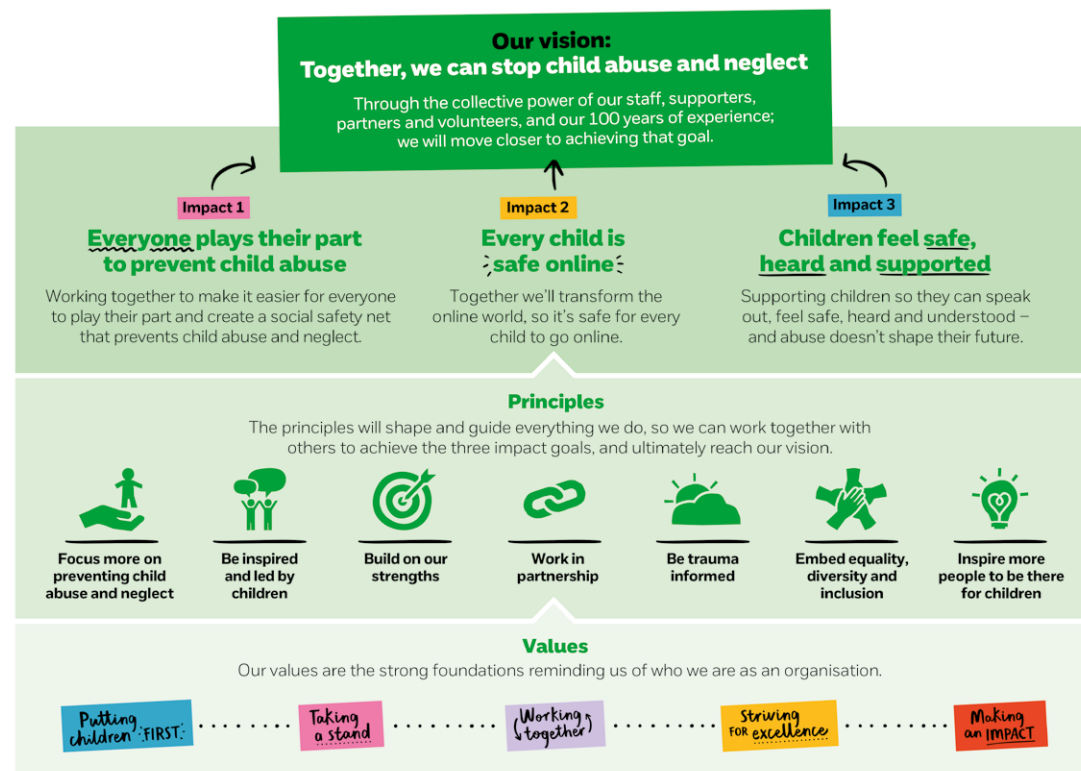 Our vision:
Together, we can stop child abuse and neglect
Through the collective power of our staff, supporters,
partners and volunteers, and our 100 years of experience;
we will move closer to achieving that goal.
Impact 1
Everyone plays their part
to prevent child abuse
Working together to make it easier for everyone
to play their part and create a social safety net
that prevents child abuse and neglect.
Impact 2
Every child is
safe online
Together we'll transform the
online world, so it's safe for every
child to go online.
Impact 3
Children feel safe,
heard and supported
Supporting children so they can speak
out, feel safe, heard and understood –
and abuse doesn't shape their future.
Principles
The principles will shape and guide everything we do, so we can work together with
others to achieve the three impact goals, and ultimately reach our vision.
Focus more on
preventing child
abuse and neglect
Be inspired
and led by
children
Build on our
strengths
Work in
partnership
Be trauma
informed
Embed equality,
diversity and
inclusion
Inspire more
people to be there
for children
Values
Our values are the strong foundations reminding us of who we are as an organisation.
Putting
children FIRST
Taking
a stand
Working
together
Striving
FOR excellence
Making
an IMPACT